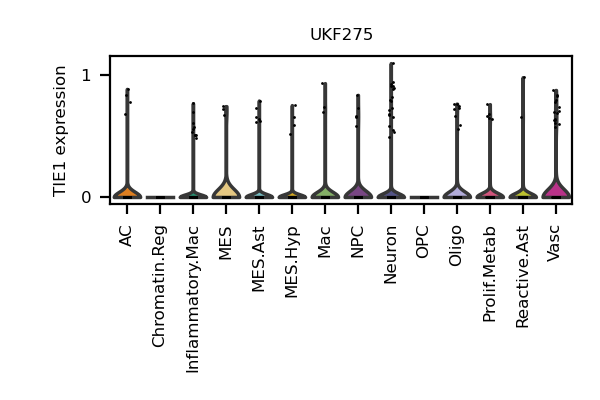 UKF275
TIE1 expression
1
0
AC
Chromatin.Reg
Inflammatory.Mac
MES
MES.Ast
MES.Hyp
Mac
NPC
Neuron
OPC
Oligo
Prolif.Metab
Reactive.Ast
Vasc